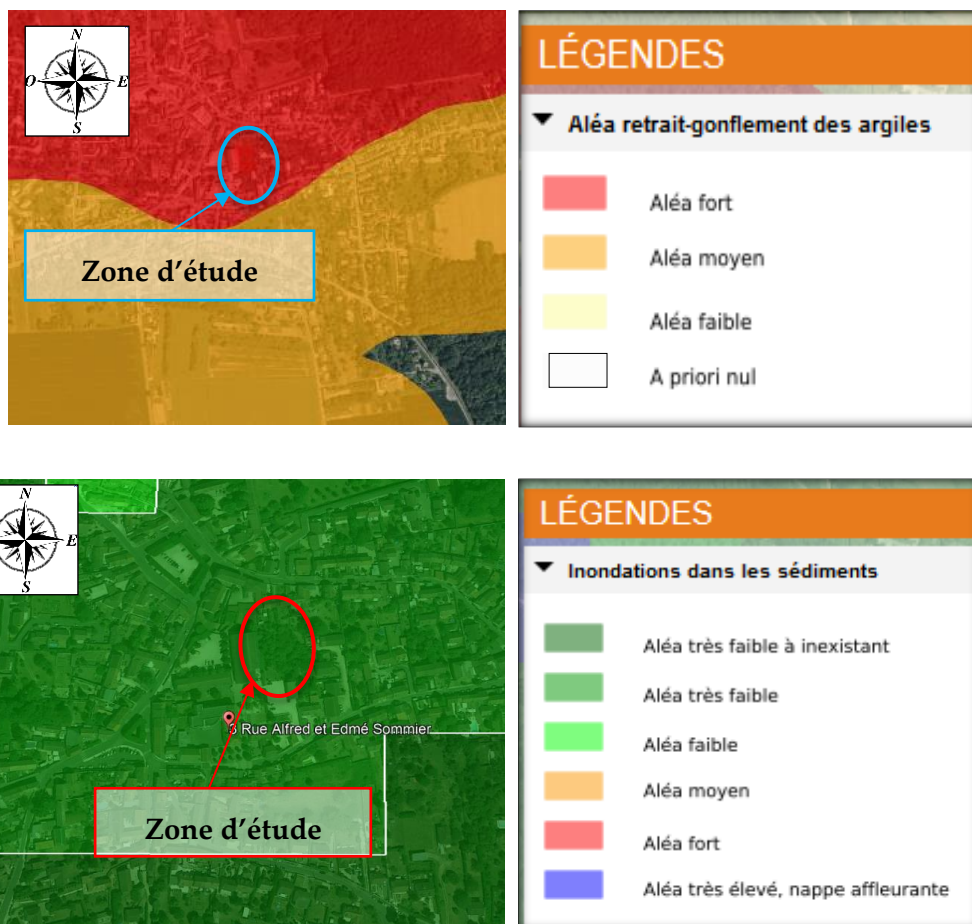 N
O
E
S
Zone d'étude
LÉGENDES
Aléa retrait-gonflement des argiles
Aléa fort
Aléa moyen
Aléa faible
A priori nul
N
E
S
3 Rue Alfred et Edmé Sommier
Zone d'étude
LÉGENDES
Inondations dans les sédiments
Aléa très faible à inexistant
Aléa très faible
Aléa faible
Aléa moyen
Aléa fort
Aléa très élevé, nappe affleurante